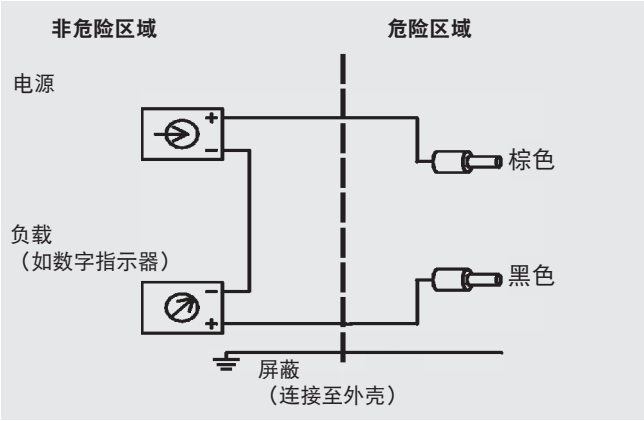 非危险区域
危险区域
电源
+
−
棕色
负载
（如数字指示器）
−
+
黑色
屏蔽
（连接至外壳）